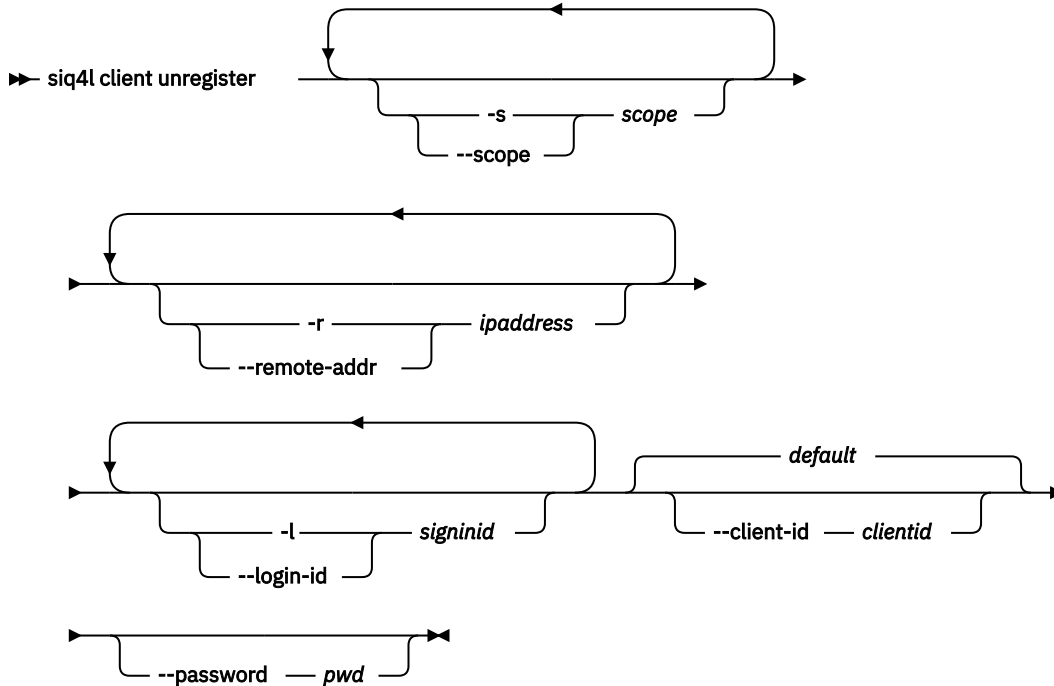 siq4l client unregister
-s scope
--scope
-r ipaddress
--remote-addr
default
-l signinid
--client-id clientid
--login-id
--password pwd